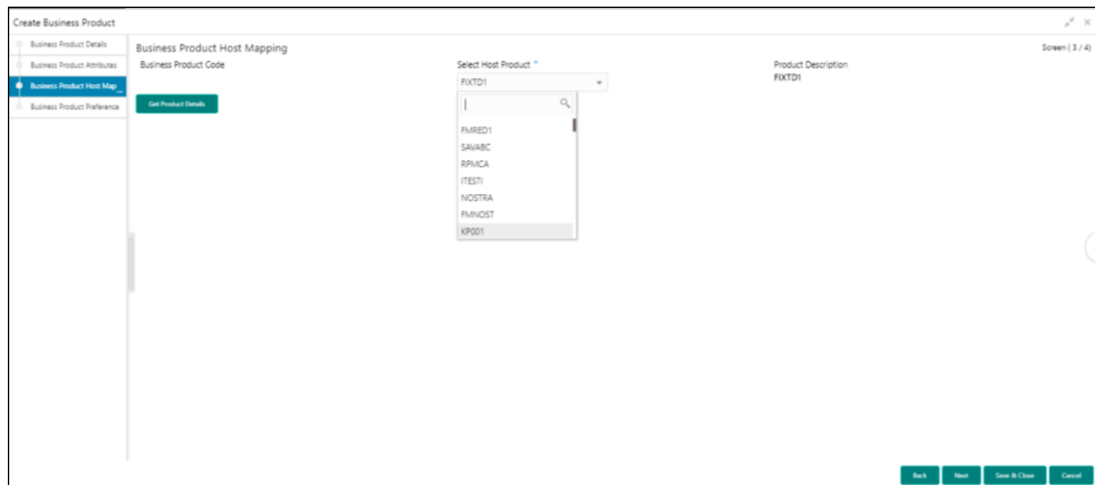 Create Business Product
Business Product Details
Business Product Attributes
Business Product Host Map...
Business Product Preference
Business Product Host Mapping
Screen ( 3 / 4)
Business Product Code
Select Host Product *
FIXTD1
Product Description
FIXTD1
Get Product Details
FMRED1
SAVABC
RPMCA
ITESTI
NOSTRA
FMNOST
KP001
Back
Next
Save & Close
Cancel